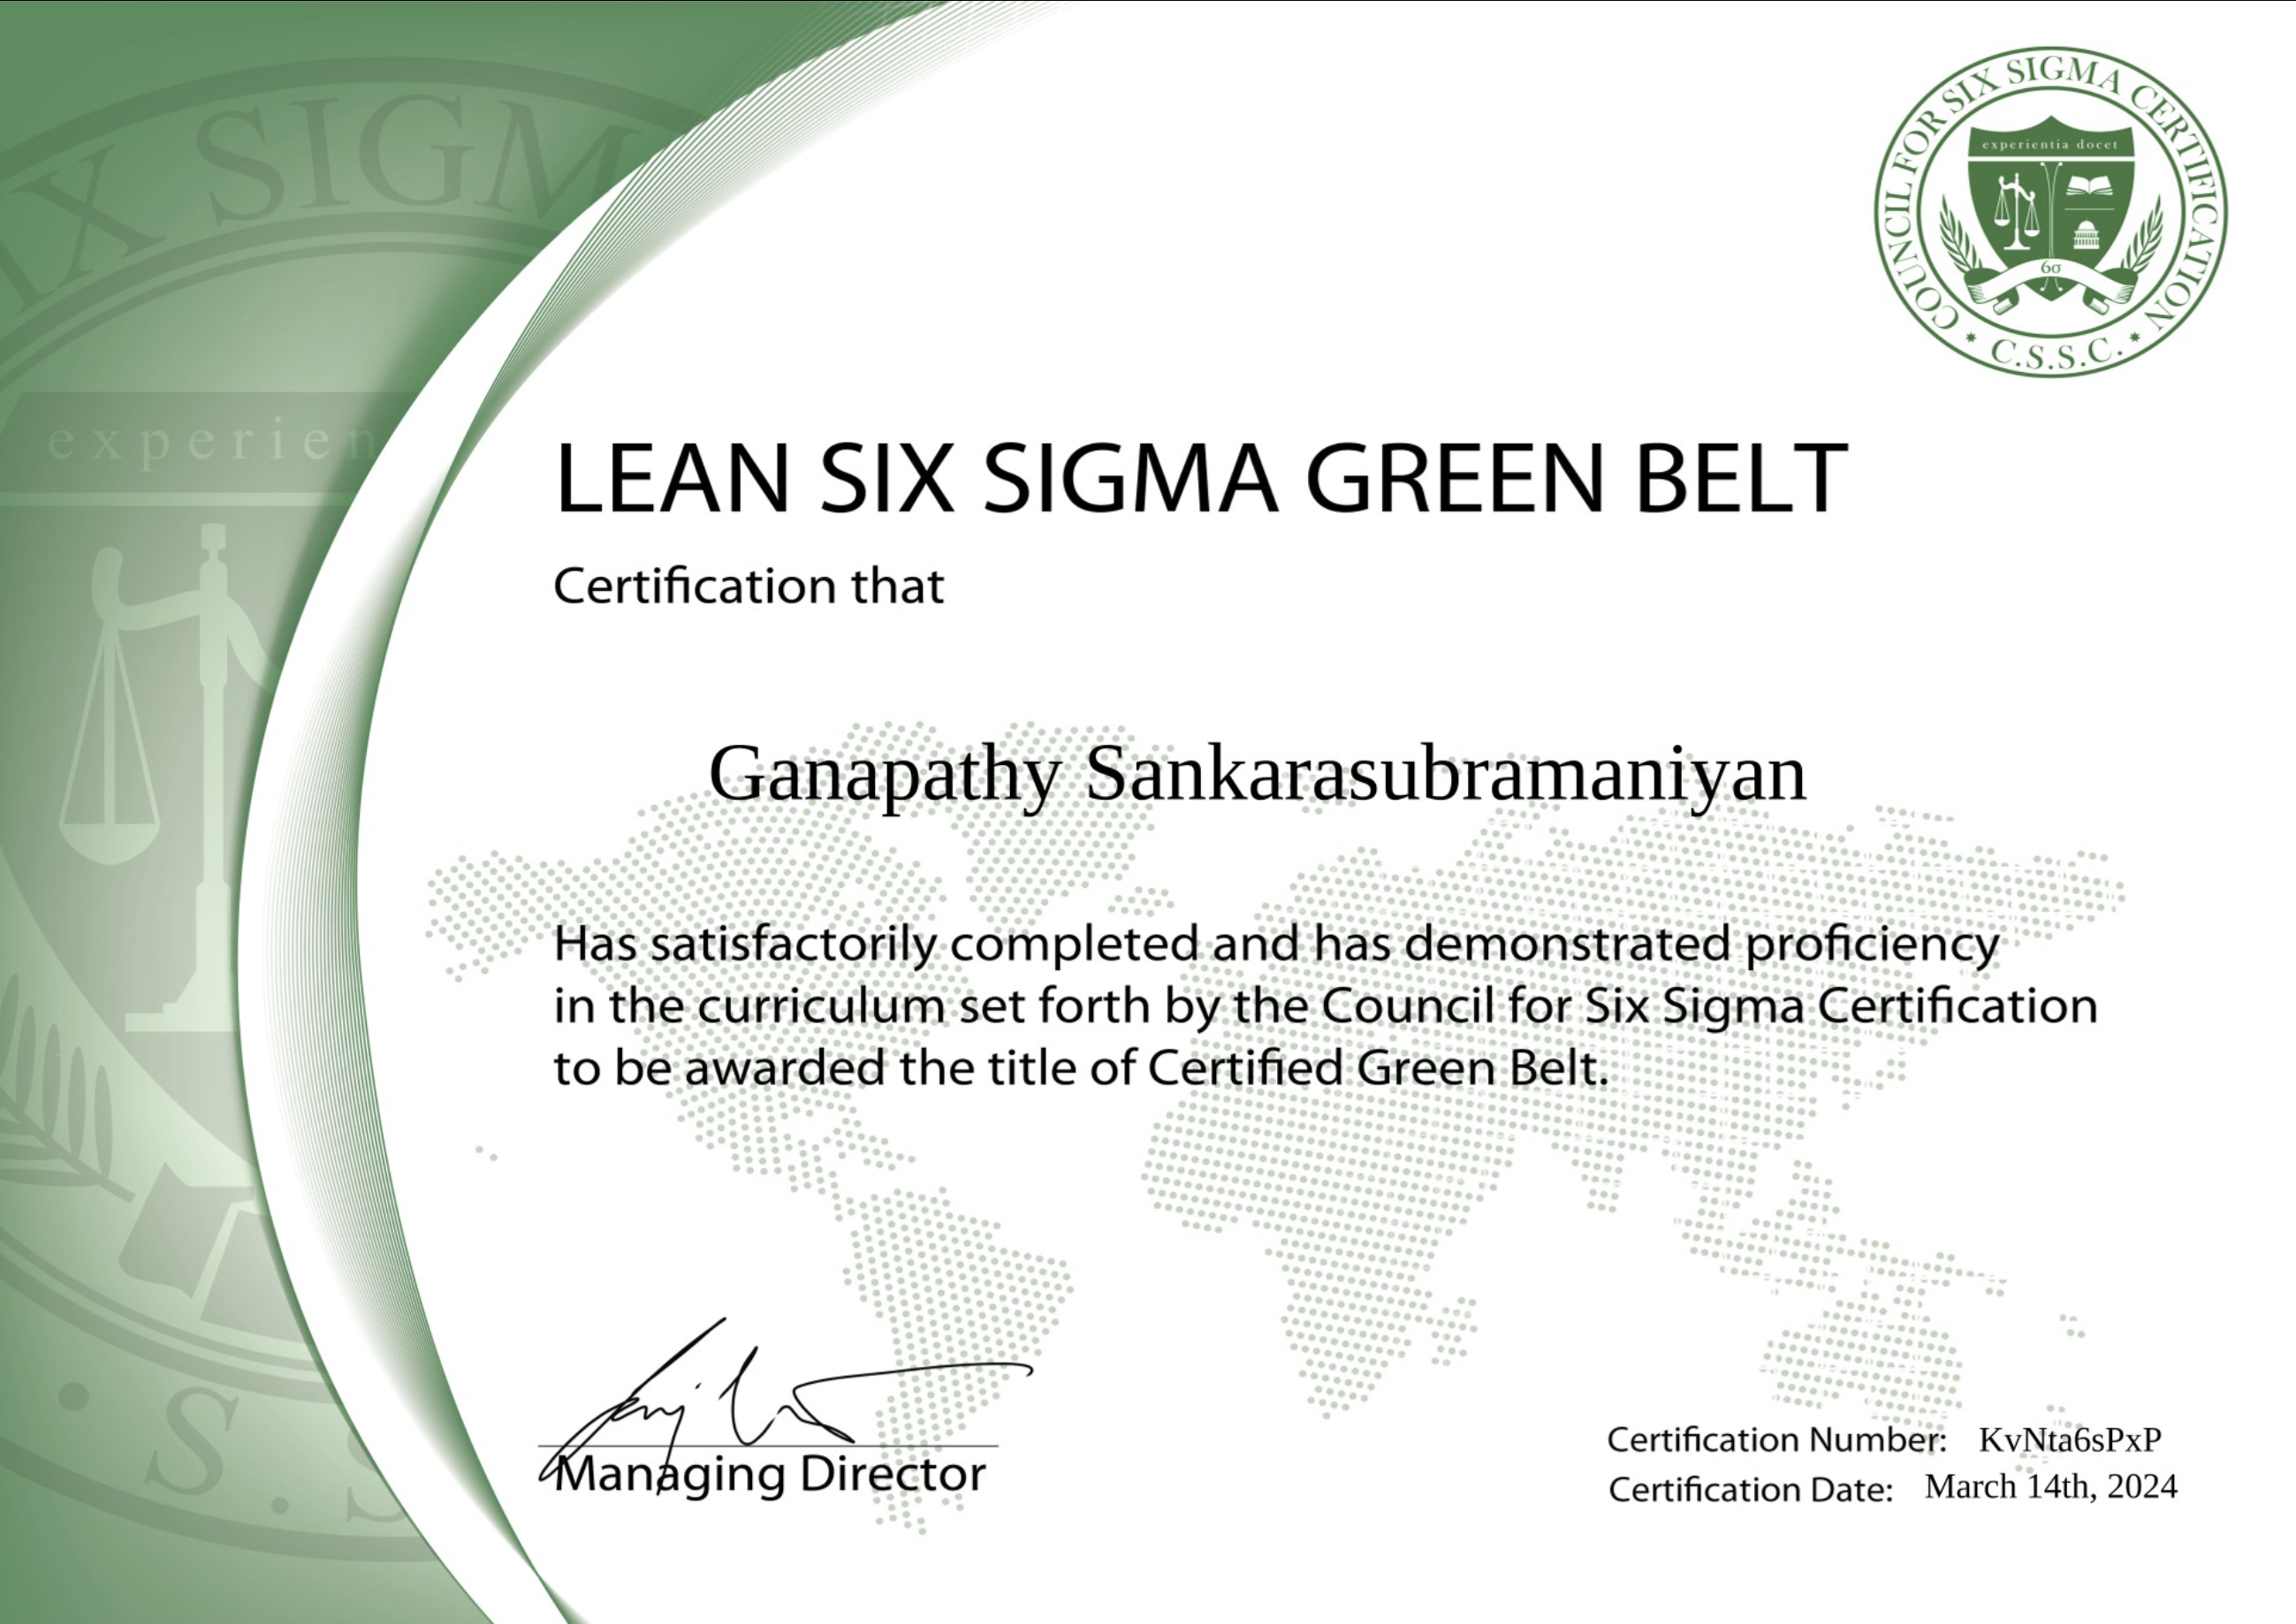 COUNCIL FOR SIX SIGMA CERTIFICATION
experientia docet
6σ
C.S.S.C.
IX SIGM
experien
LEAN SIX SIGMA GREEN BELT
Certification that
Ganapathy Sankarasubramaniyan
Has satisfactorily completed and has demonstrated proficiency
in the curriculum set forth by the Council for Six Sigma Certification
to be awarded the title of Certified Green Belt.
Managing Director
Certification Number: KvNta6sPxP
Certification Date: March 14th, 2024
. S . S